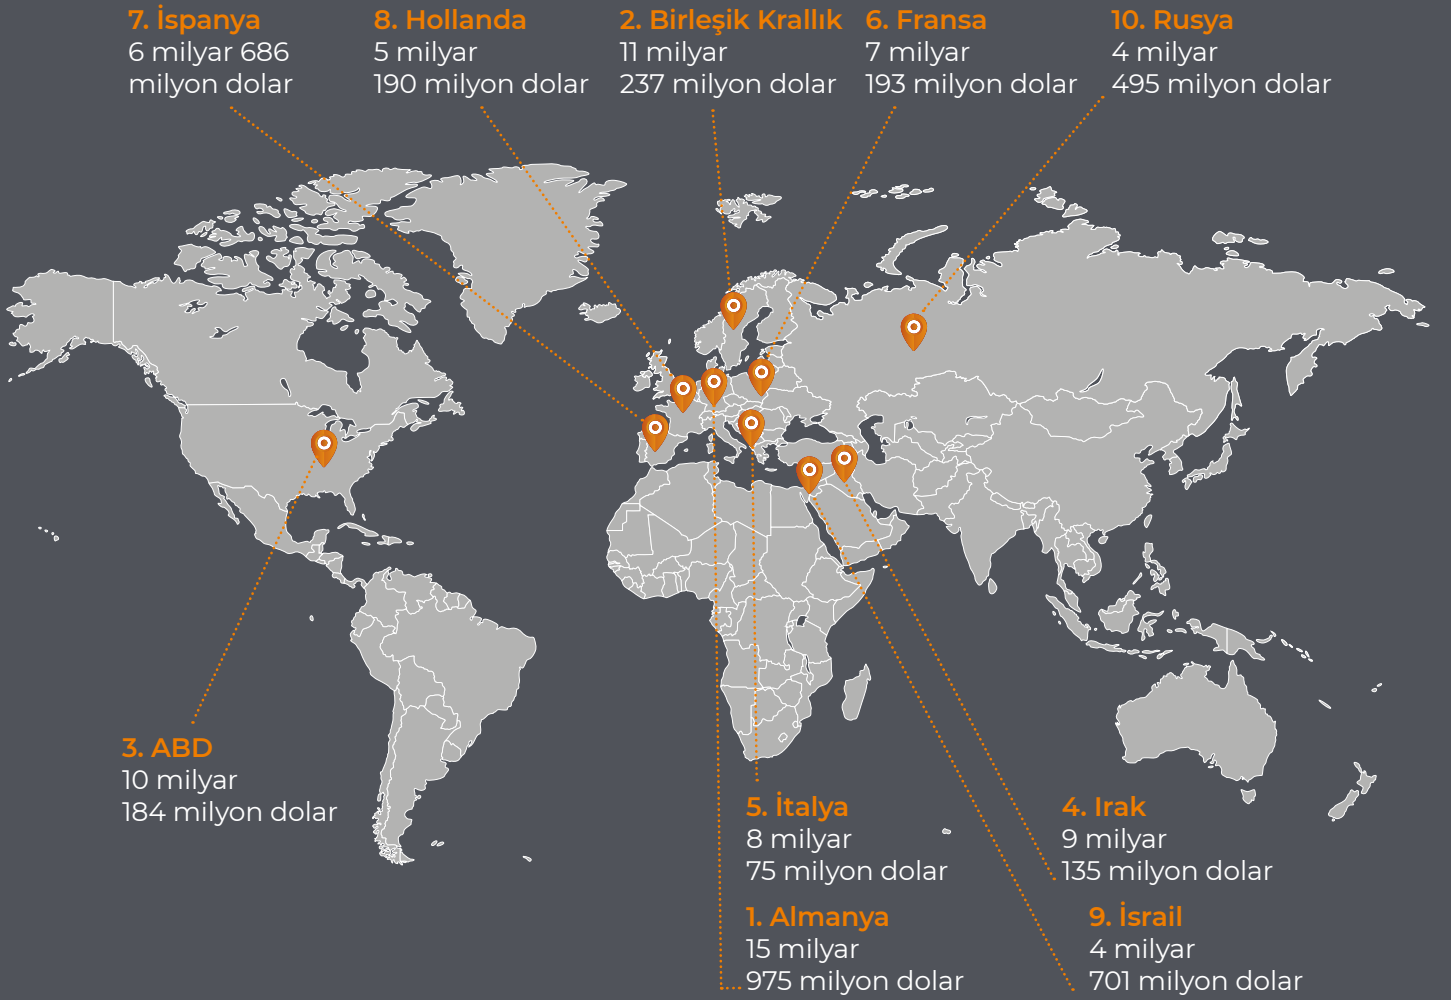 7. İspanya
6 milyar 686
milyon dolar
8. Hollanda
5 milyar
190 milyon dolar
2. Birleşik Krallık
11 milyar
237 milyon dolar
6. Fransa
7 milyar
193 milyon dolar
10. Rusya
4 milyar
495 milyon dolar
3. ABD
10 milyar
184 milyon dolar
5. İtalya
8 milyar
75 milyon dolar
4. Irak
9 milyar
135 milyon dolar
1. Almanya
15 milyar
975 milyon dolar
9. İsrail
4 milyar
701 milyon dolar